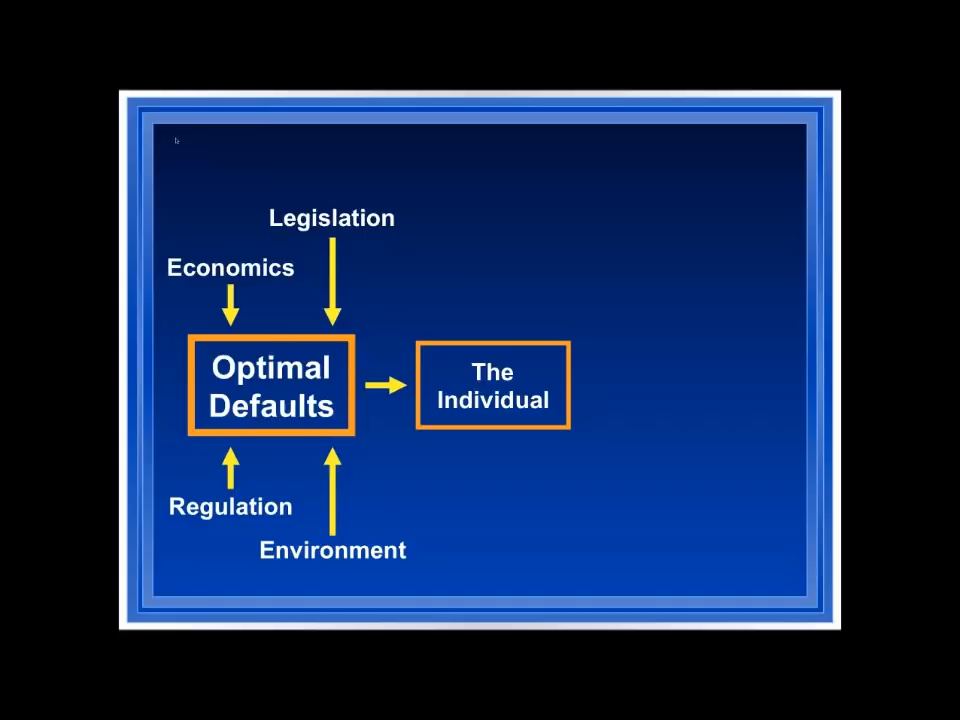 Legislation
Economics
Optimal
Defaults
The
Individual
Regulation
Environment